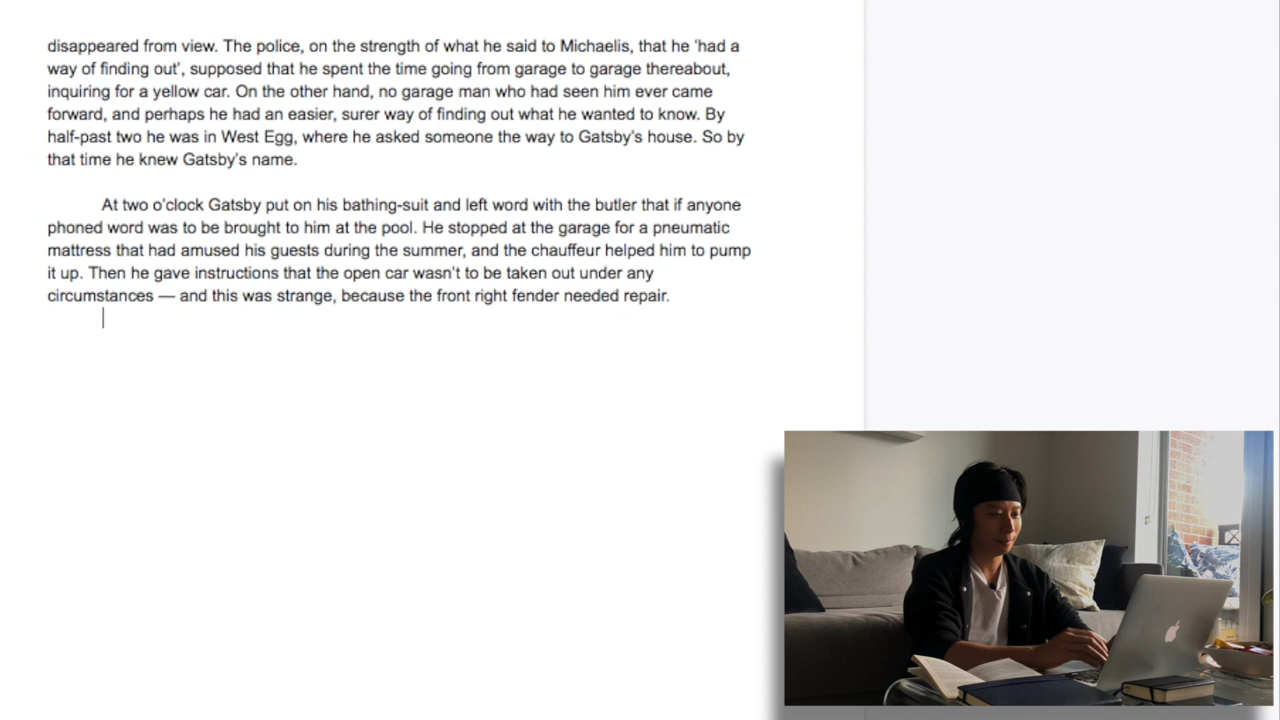 disappeared from view. The police, on the strength of what he said to Michaelis, that he ‘had a
way of finding out’, supposed that he spent the time going from garage to garage thereabout,
inquiring for a yellow car. On the other hand, no garage man who had seen him ever came
forward, and perhaps he had an easier, surer way of finding out what he wanted to know. By
half-past two he was in West Egg, where he asked someone the way to Gatsby’s house. So by
that time he knew Gatsby’s name.
At two o’clock Gatsby put on his bathing-suit and left word with the butler that if anyone
phoned word was to be brought to him at the pool. He stopped at the garage for a pneumatic
mattress that had amused his guests during the summer, and the chauffeur helped him to pump
it up. Then he gave instructions that the open car wasn’t to be taken out under any
circumstances — and this was strange, because the front right fender needed repair.